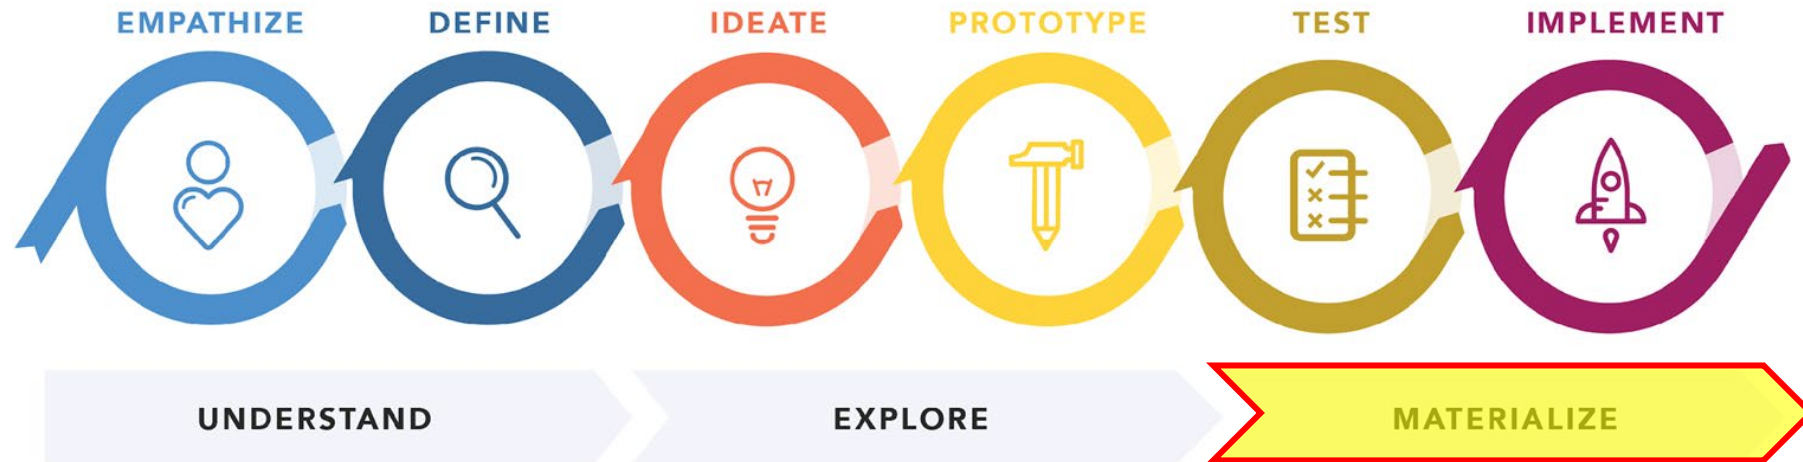 EMPATHIZE DEFINE IDEATE PROTOTYPE TEST IMPLEMENT
UNDERSTAND EXPLORE MATERIALIZE